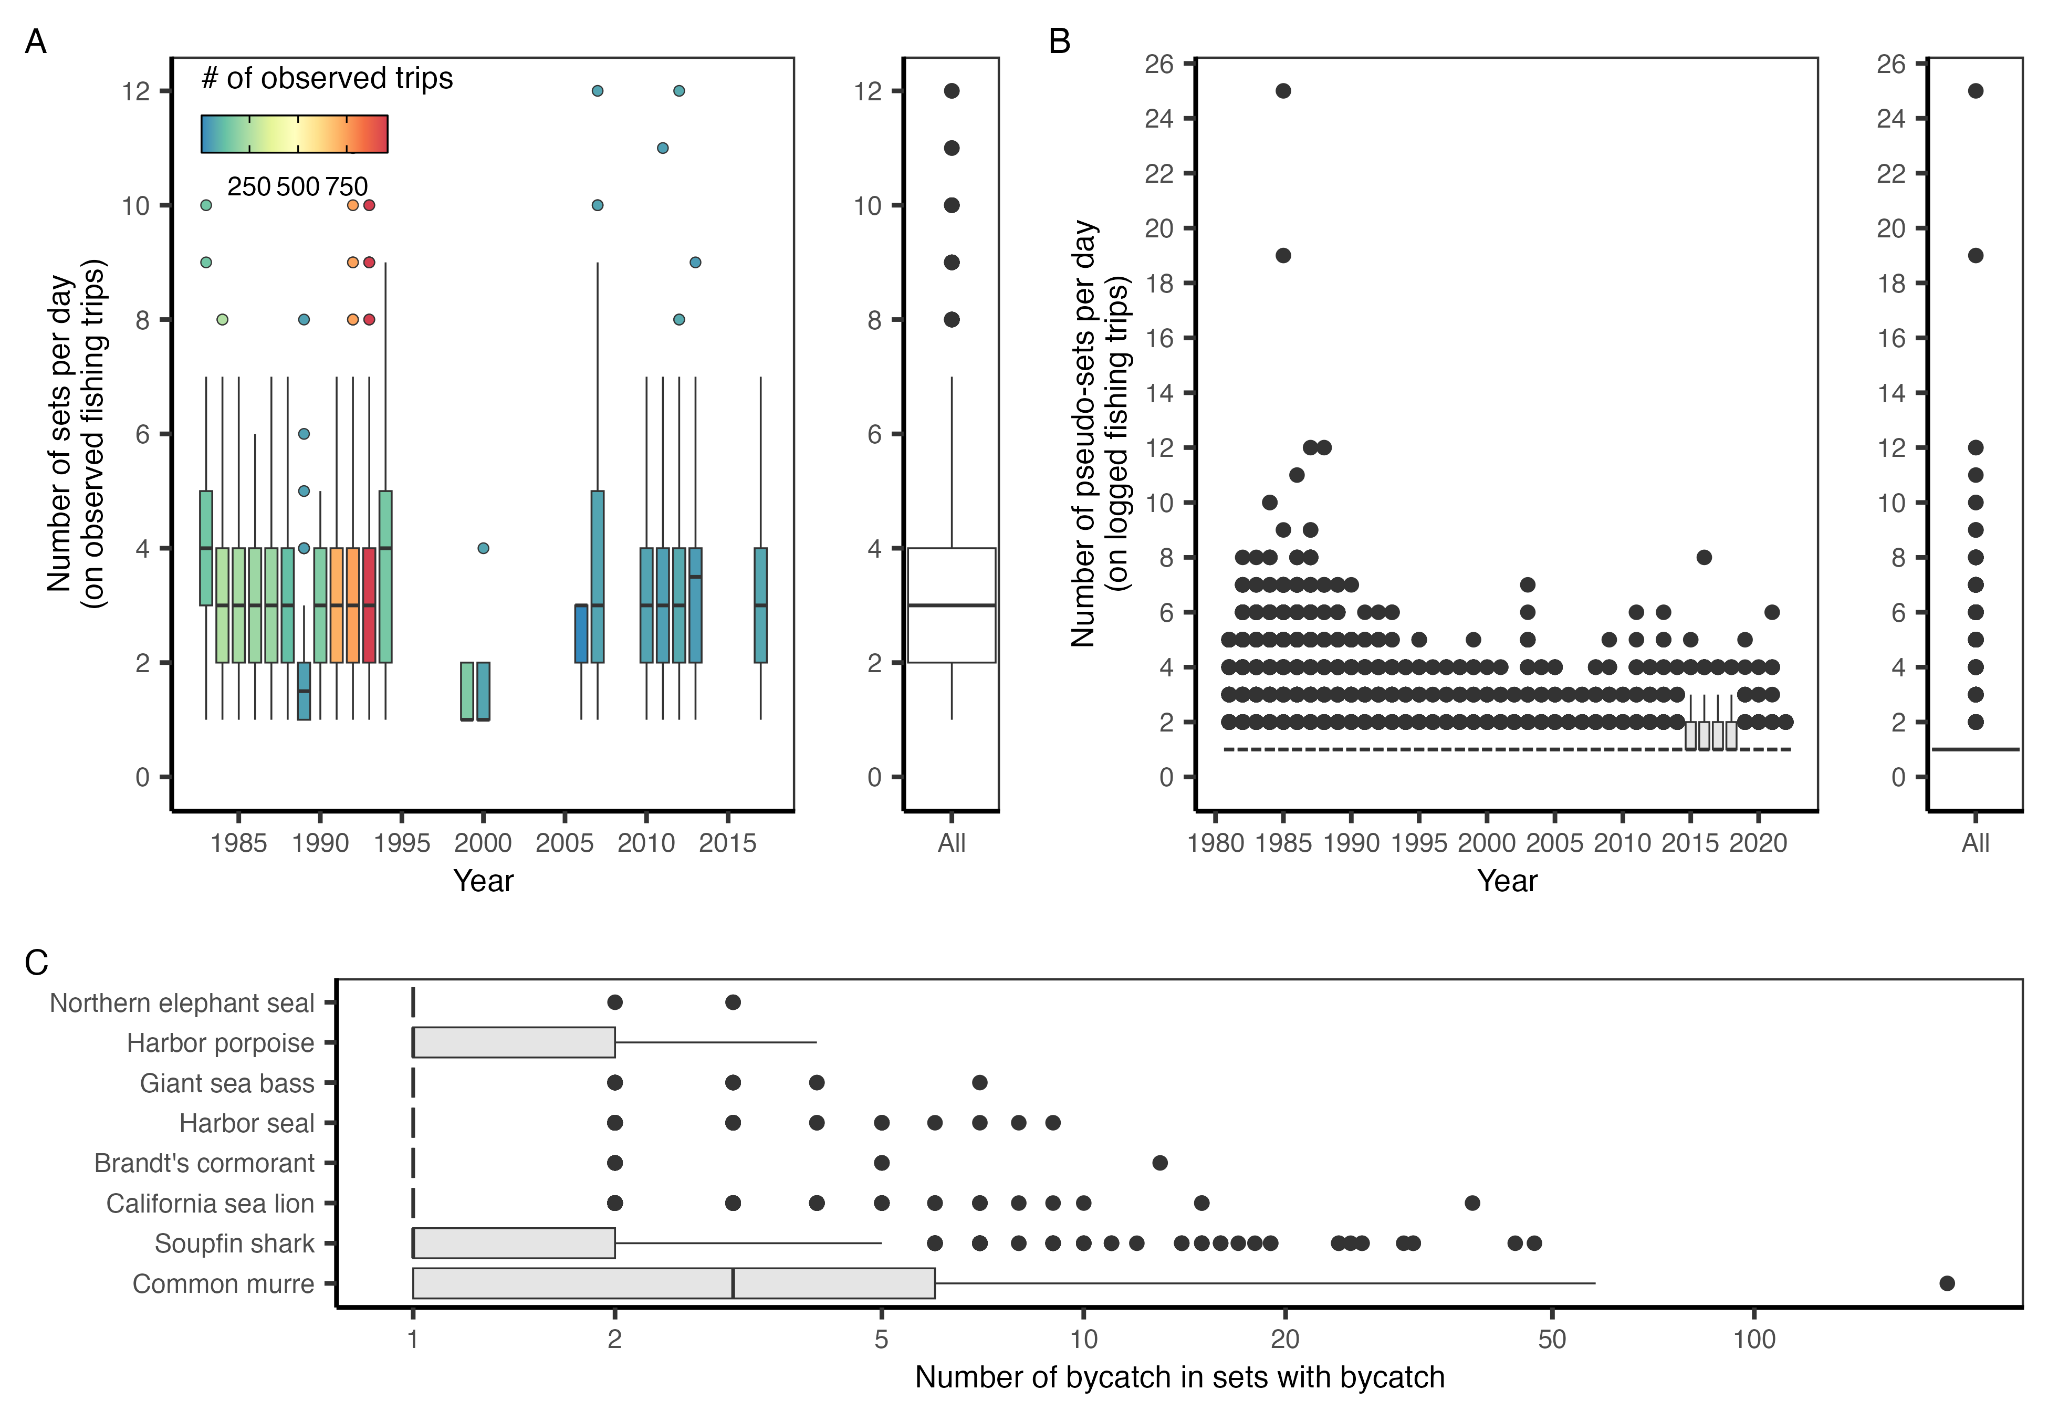 A
# of observed trips
250 500 750
12
10
8
6
4
2
0
Number of sets per day
(on observed fishing trips)
1985 1990 1995 2000 2005 2010 2015
Year
12
10
8
6
4
2
0
All
B
26
24
22
20
18
16
14
12
10
8
6
4
2
0
Number of pseudo-sets per day
(on logged fishing trips)
1980 1985 1990 1995 2000 2005 2010 2015 2020
Year
26
24
22
20
18
16
14
12
10
8
6
4
2
0
All
C
Northern elephant seal
Harbor porpoise
Giant sea bass
Harbor seal
Brandt's cormorant
California sea lion
Soupfin shark
Common murre
1 2 5 10 20 50 100
Number of bycatch in sets with bycatch